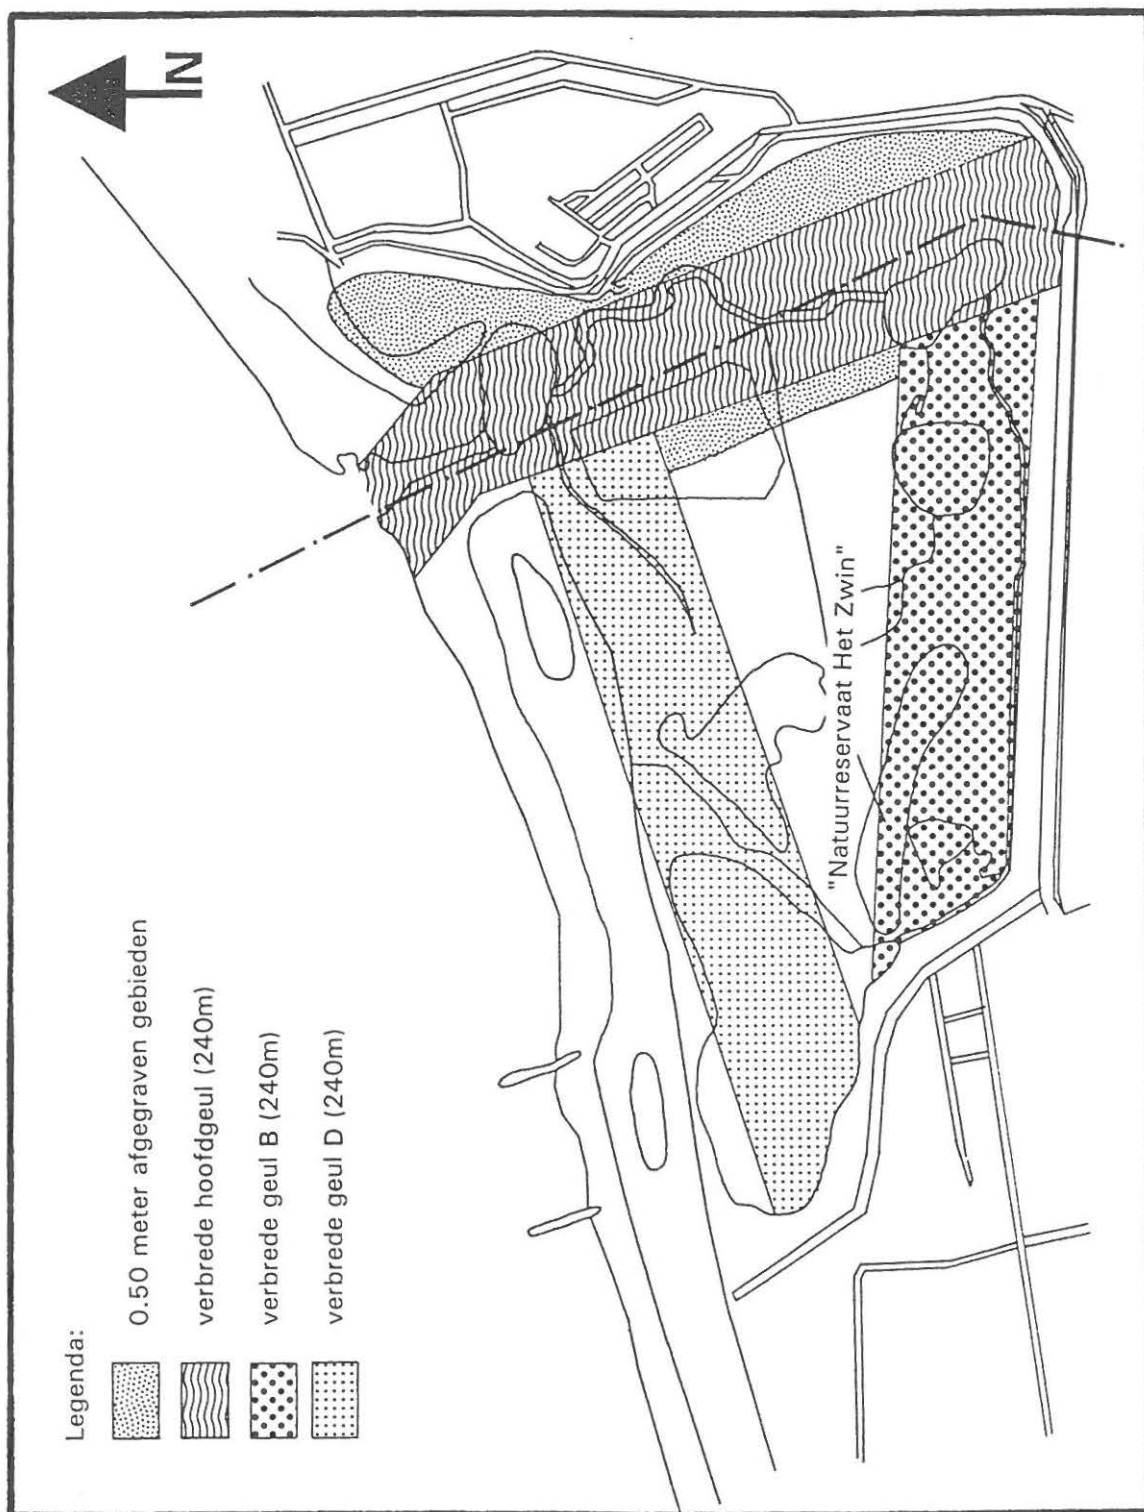 N
Legenda:
0.50 meter afgegraven gebieden
verbrede hoofdgeul (240m)
verbrede geul B (240m)
verbrede geul D (240m)
"Natuurreservaat Het Zwin"